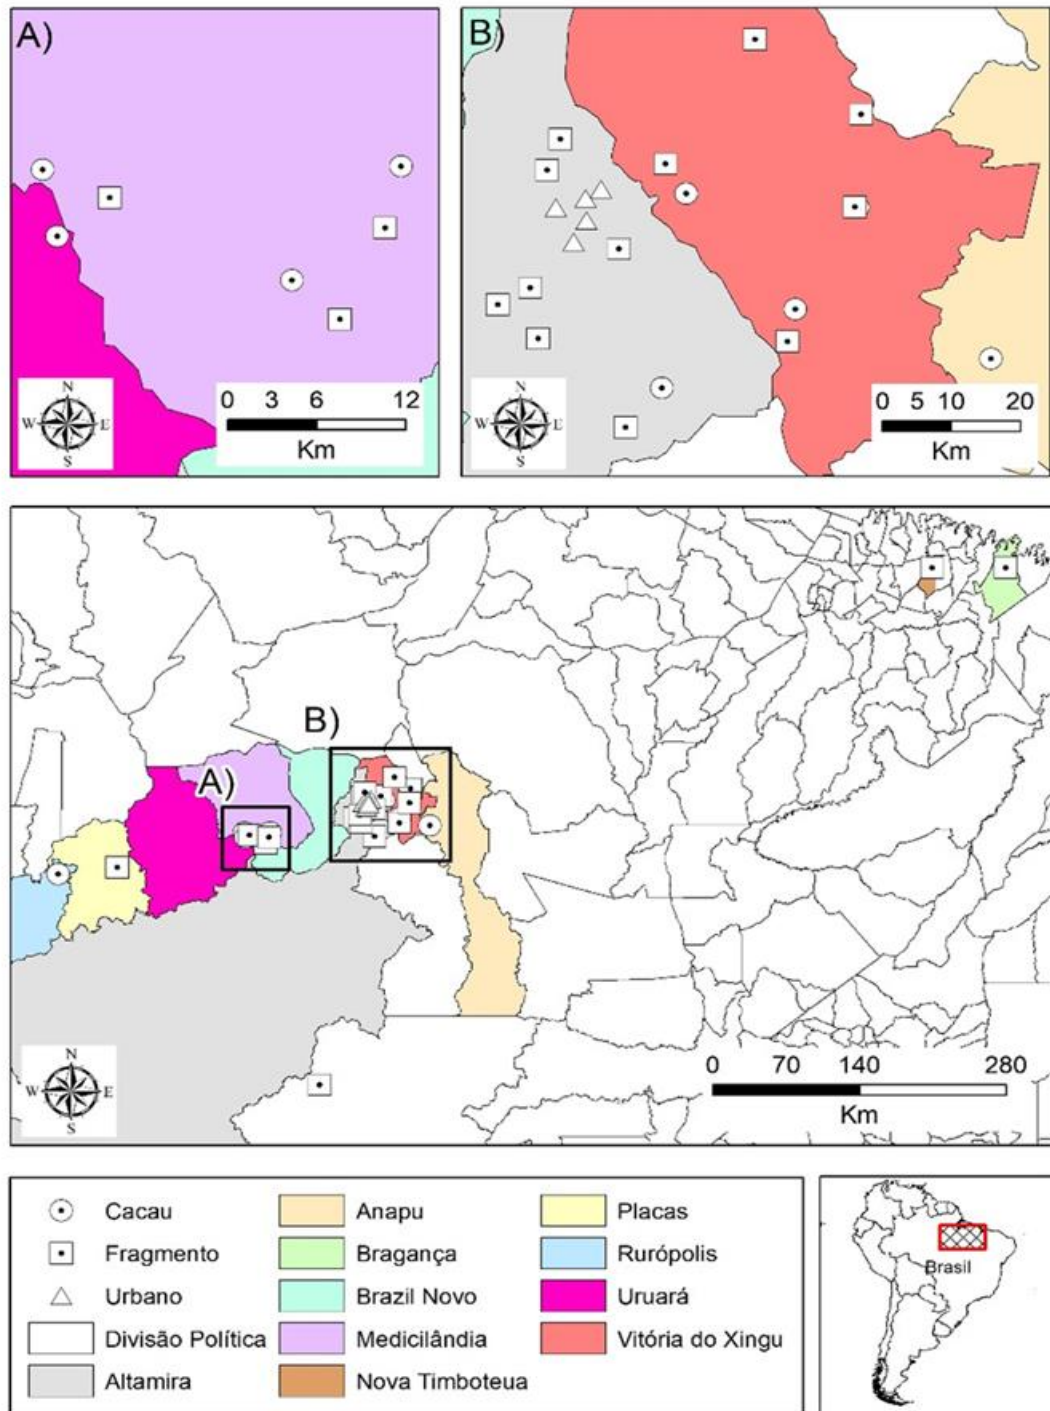 A)
B)
N
W E
S
0 3 6 12
Km
N
W E
S
0 5 10 20
Km
B)
A)
N
W E
S
0 70 140 280
Km
Cacau
Fragmento
Urbano
Divisão Política
Altamira
Anapu
Bragança
Brazil Novo
Medicilândia
Nova Timboteua
Placas
Rurópolis
Uruará
Vitória do Xingu
Brasil